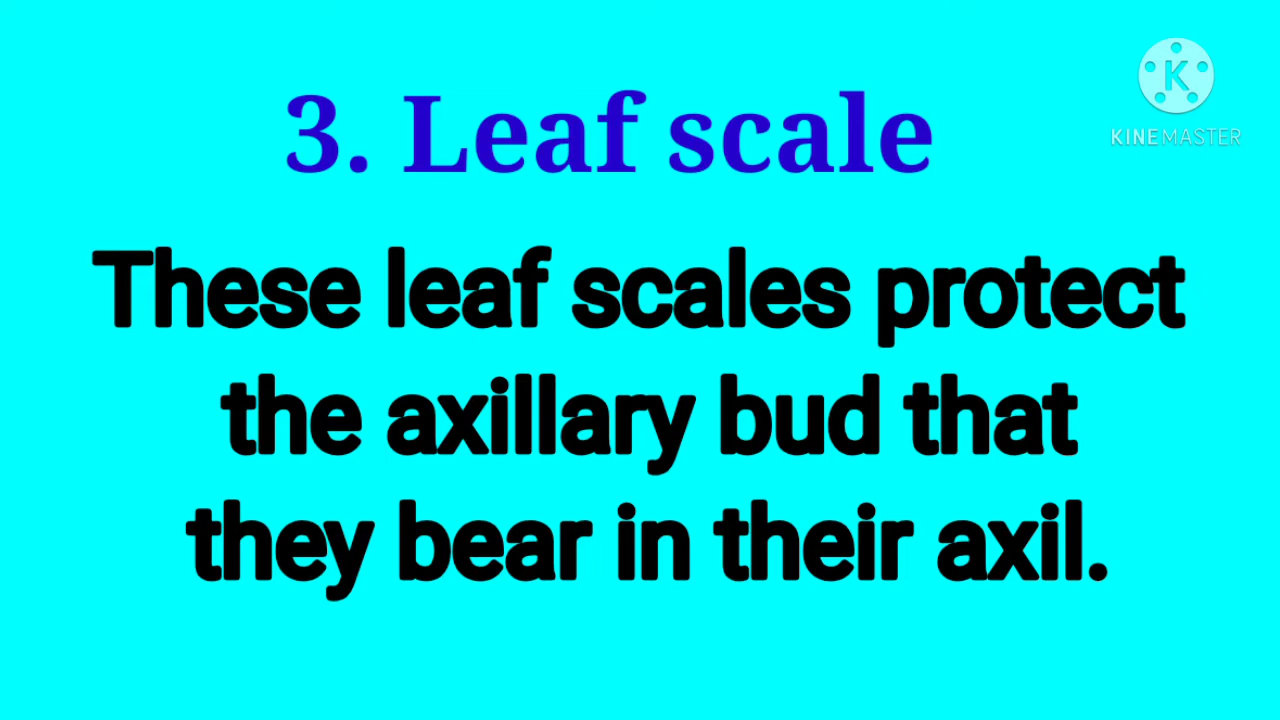 3. Leaf scale
K
KINEMASTER
These leaf scales protect
the axillary bud that
they bear in their axil.